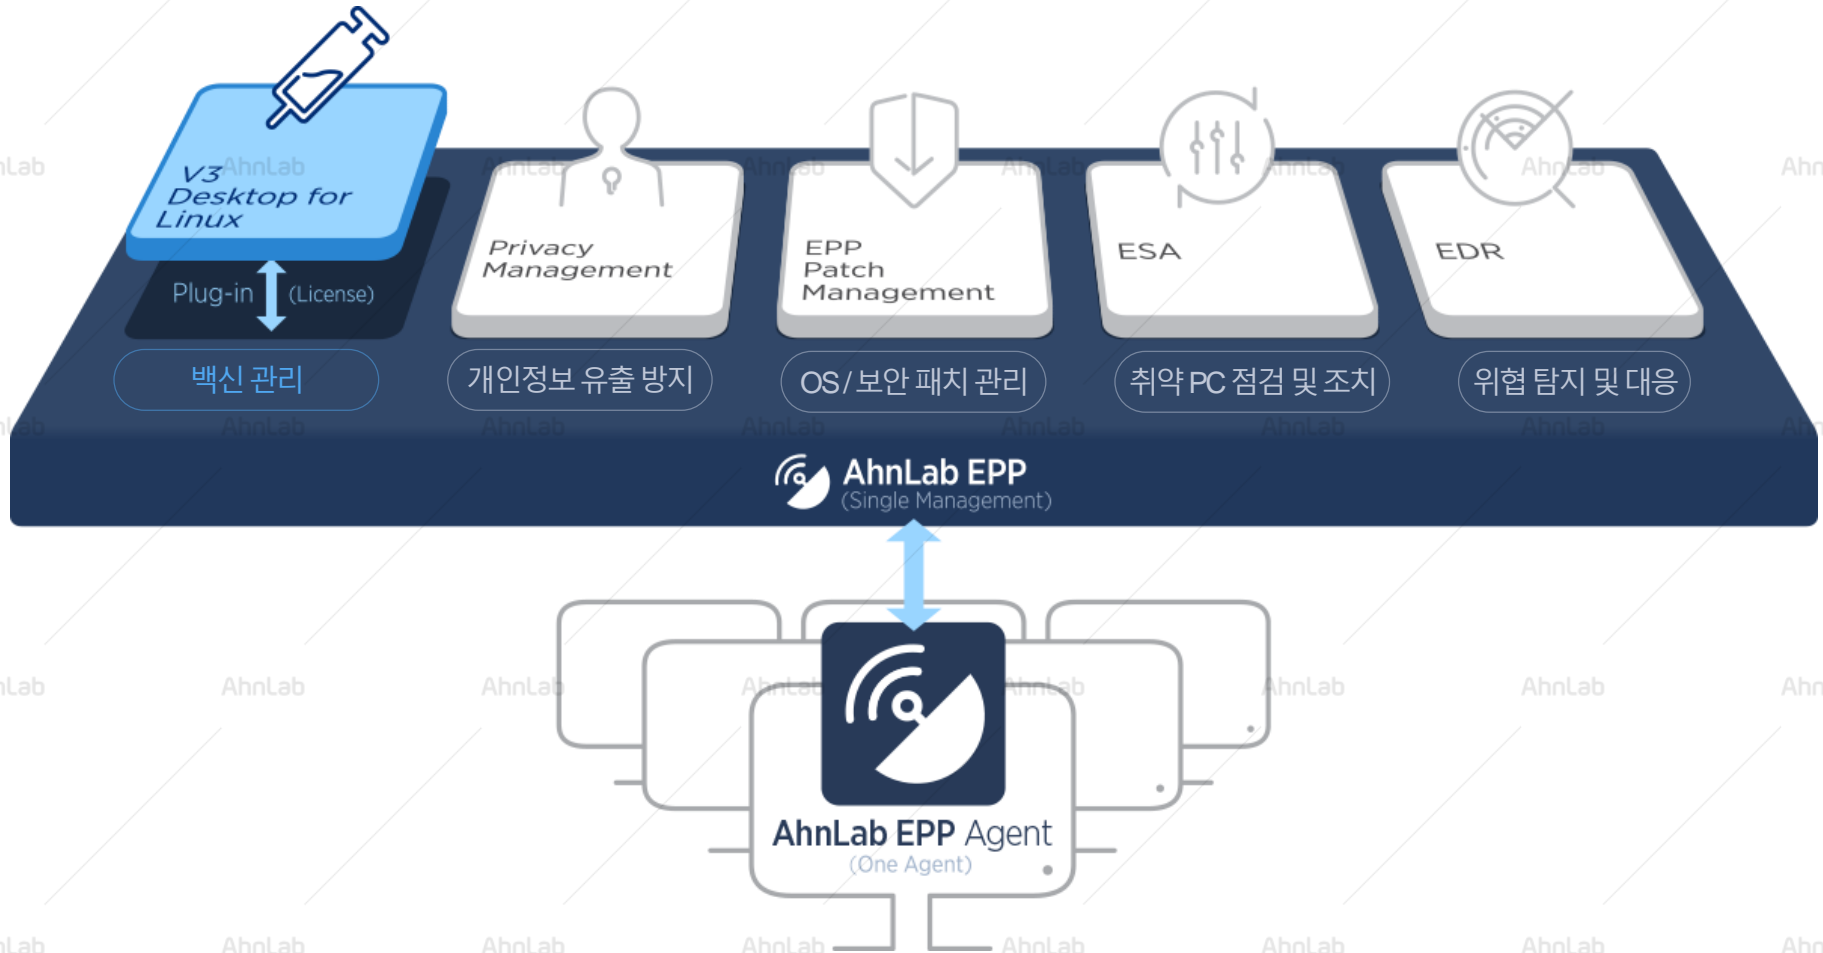 V3
Desktop for
Linux
Plug-in (License)
백신 관리
Privacy
Management
개인정보 유출 방지
EPP
Patch
Management
OS / 보안 패치 관리
ESA
취약 PC 점검 및 조치
EDR
위협 탐지 및 대응
AhnLab EPP
(Single Management)
AhnLab EPP Agent
(One Agent)
AhnLab